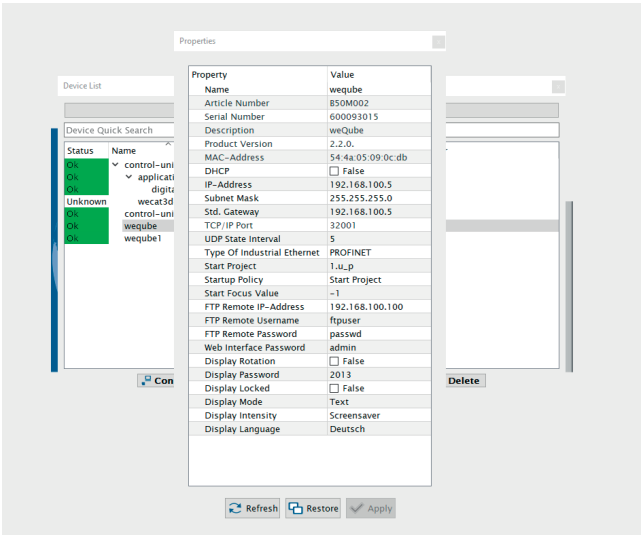 Properties
Device List
Device Quick Search
Status Name
Ok control-uni
Ok applicati
Ok digita
Unknown wecat3d
Ok control-uni
Ok weqube
Ok weqube1
Con
Delete
Property Value
Name weqube
Article Number B50M002
Serial Number 600093015
Description weQube
Product Version 2.2.0.
MAC-Address 54:4a:05:09:0c:db
DHCP False
IP-Address 192.168.100.5
Subnet Mask 255.255.255.0
Std. Gateway 192.168.100.5
TCP/IP Port 32001
UDP State Interval 5
Type Of Industrial Ethernet PROFINET
Start Project 1.u_p
Startup Policy Start Project
Start Focus Value -1
FTP Remote IP-Address 192.168.100.100
FTP Remote Username ftpuser
FTP Remote Password passwd
Web Interface Password admin
Display Rotation False
Display Password 2013
Display Locked False
Display Mode Text
Display Intensity Screensaver
Display Language Deutsch
Refresh Restore Apply